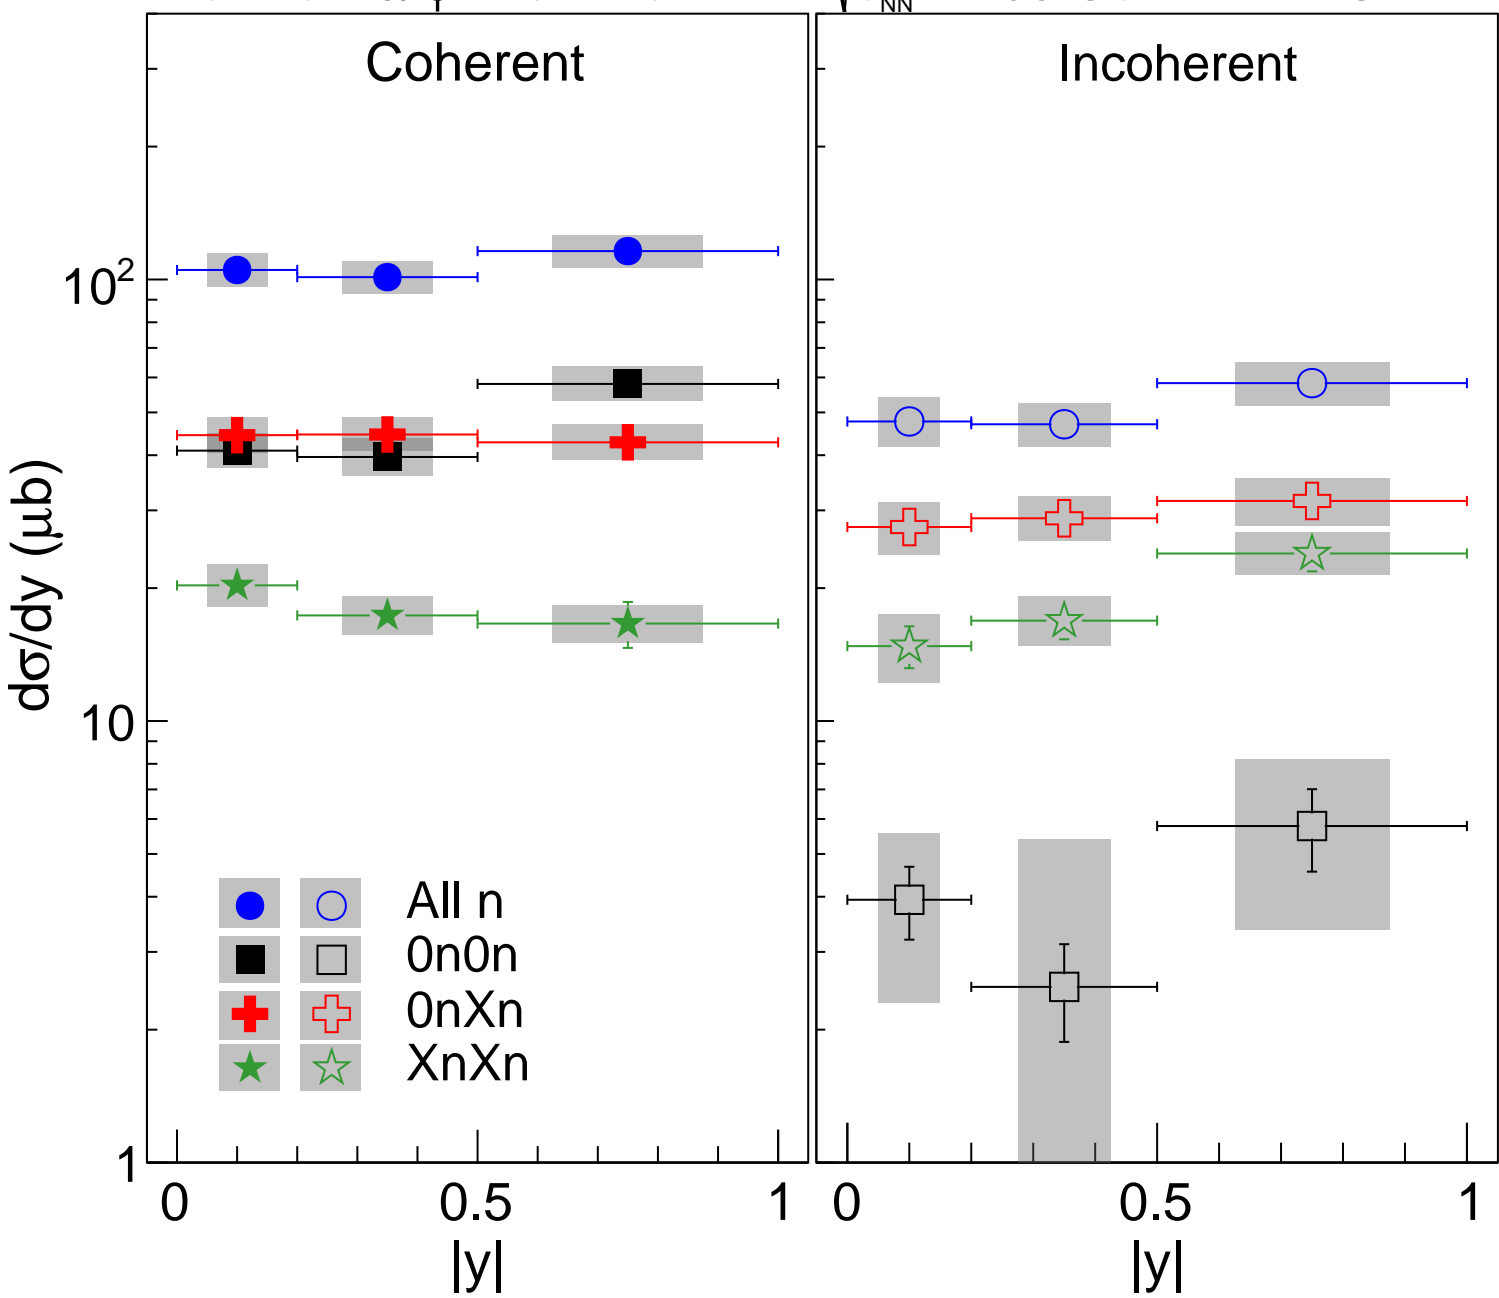 NN
Coherent
Incoherent
10²
10
1
dσ/dy (μb)
All n
0n0n
0nXn
XnXn
0 0.5 1
0 0.5 1
|y|
|y|